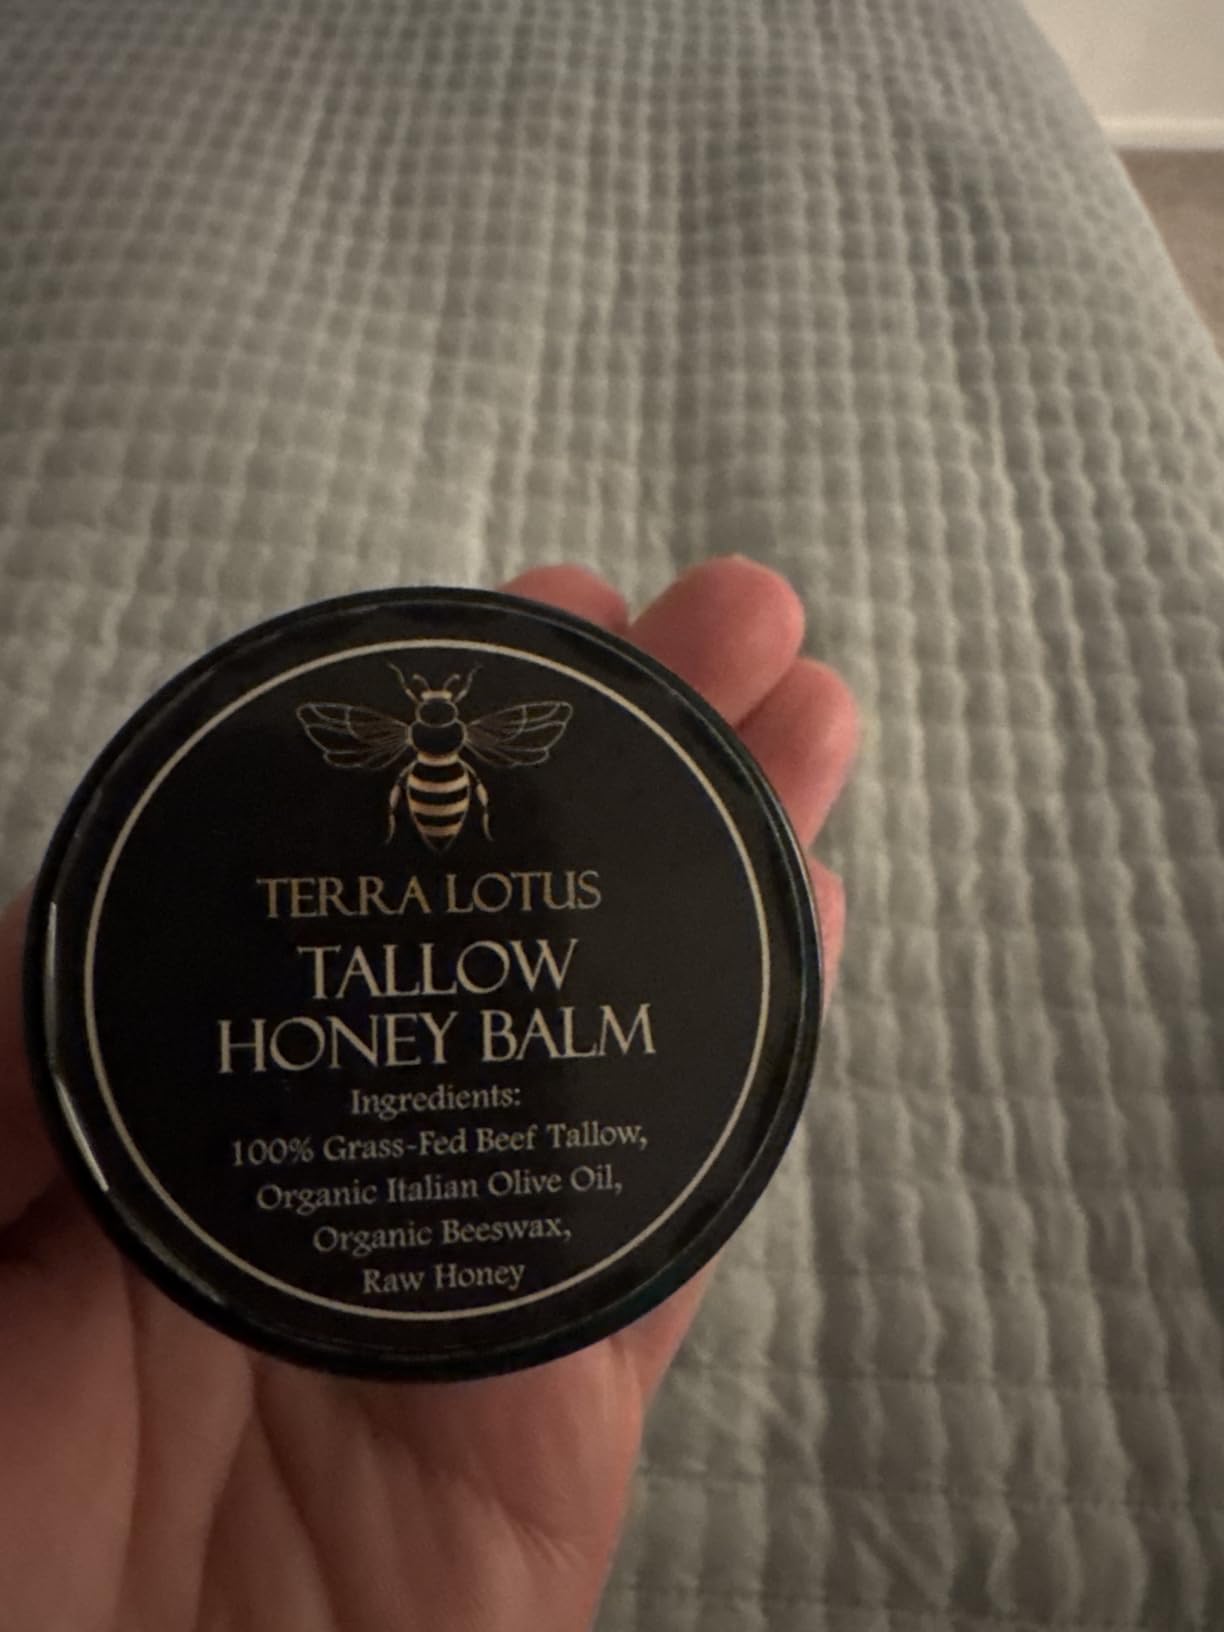 TERRA LOTUS
TALLOW
HONEY BALM
Ingredients:
100% Grass-Fed Beef Tallow,
Organic Italian Olive Oil,
Organic Beeswax,
Raw Honey